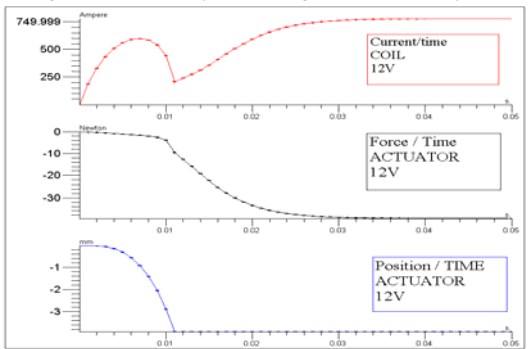 Ampere
749.999
500
250
Current/time
COIL
12V
s
0.01 0.02 0.03 0.04 0.05
Newton
0
-10
-20
-30
Force / Time
ACTUATOR
12V
s
0.01 0.02 0.03 0.04 0.05
mm
-1
-2
-3
Position / TIME
ACTUATOR
12V
s
0.01 0.02 0.03 0.04 0.05